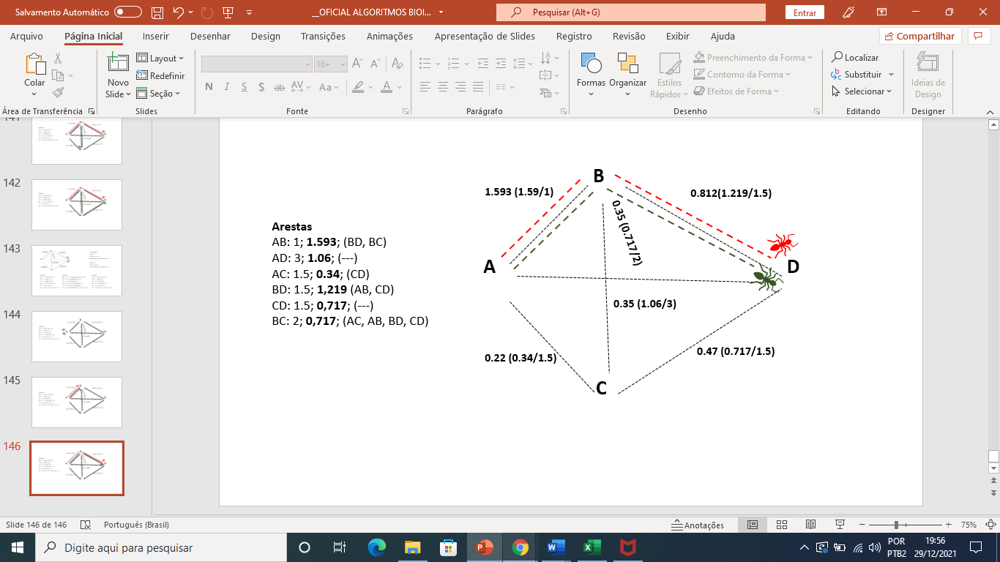 Salvamento Automático
__OFICIAL ALGORITMOS BIOI...
Pesquisar (Alt+G)
Entrar
Arquivo
Página Inicial
Inserir
Desenhar
Design
Transições
Animações
Apresentação de Slides
Registro
Revisão
Exibir
Ajuda
Compartilhar
Colar
Novo
Slide
Layout
Redefinir
Seção
16+
N I S S ab AV Aa A
Formas
Organizar
Estilos
Rápidos
Preenchimento da Forma
Contorno da Forma
Efeitos de Forma
Localizar
Substituir
Selecionar
Ideias de
Design
Área de Transferência
Slides
Fonte
Parágrafo
Desenho
Editando
Designer
141
142
143
144
145
146
Arestas
AB: 1; 1.593; (BD, BC)
AD: 3; 1.06; (---)
AC: 1.5; 0.34; (CD)
BD: 1.5; 1,219 (AB, CD)
CD: 1.5; 0,717; (---)
BC: 2; 0,717; (AC, AB, BD, CD)
B
1.593 (1.59/1)
0.812(1.219/1.5)
0.35 (0.717/2)
A
D
0.35 (1.06/3)
0.22 (0.34/1.5)
0.47 (0.717/1.5)
C
Slide 146 de 146
Português (Brasil)
Anotações
75%
Digite aqui para pesquisar
POR
PTB2
19:56
29/12/2021